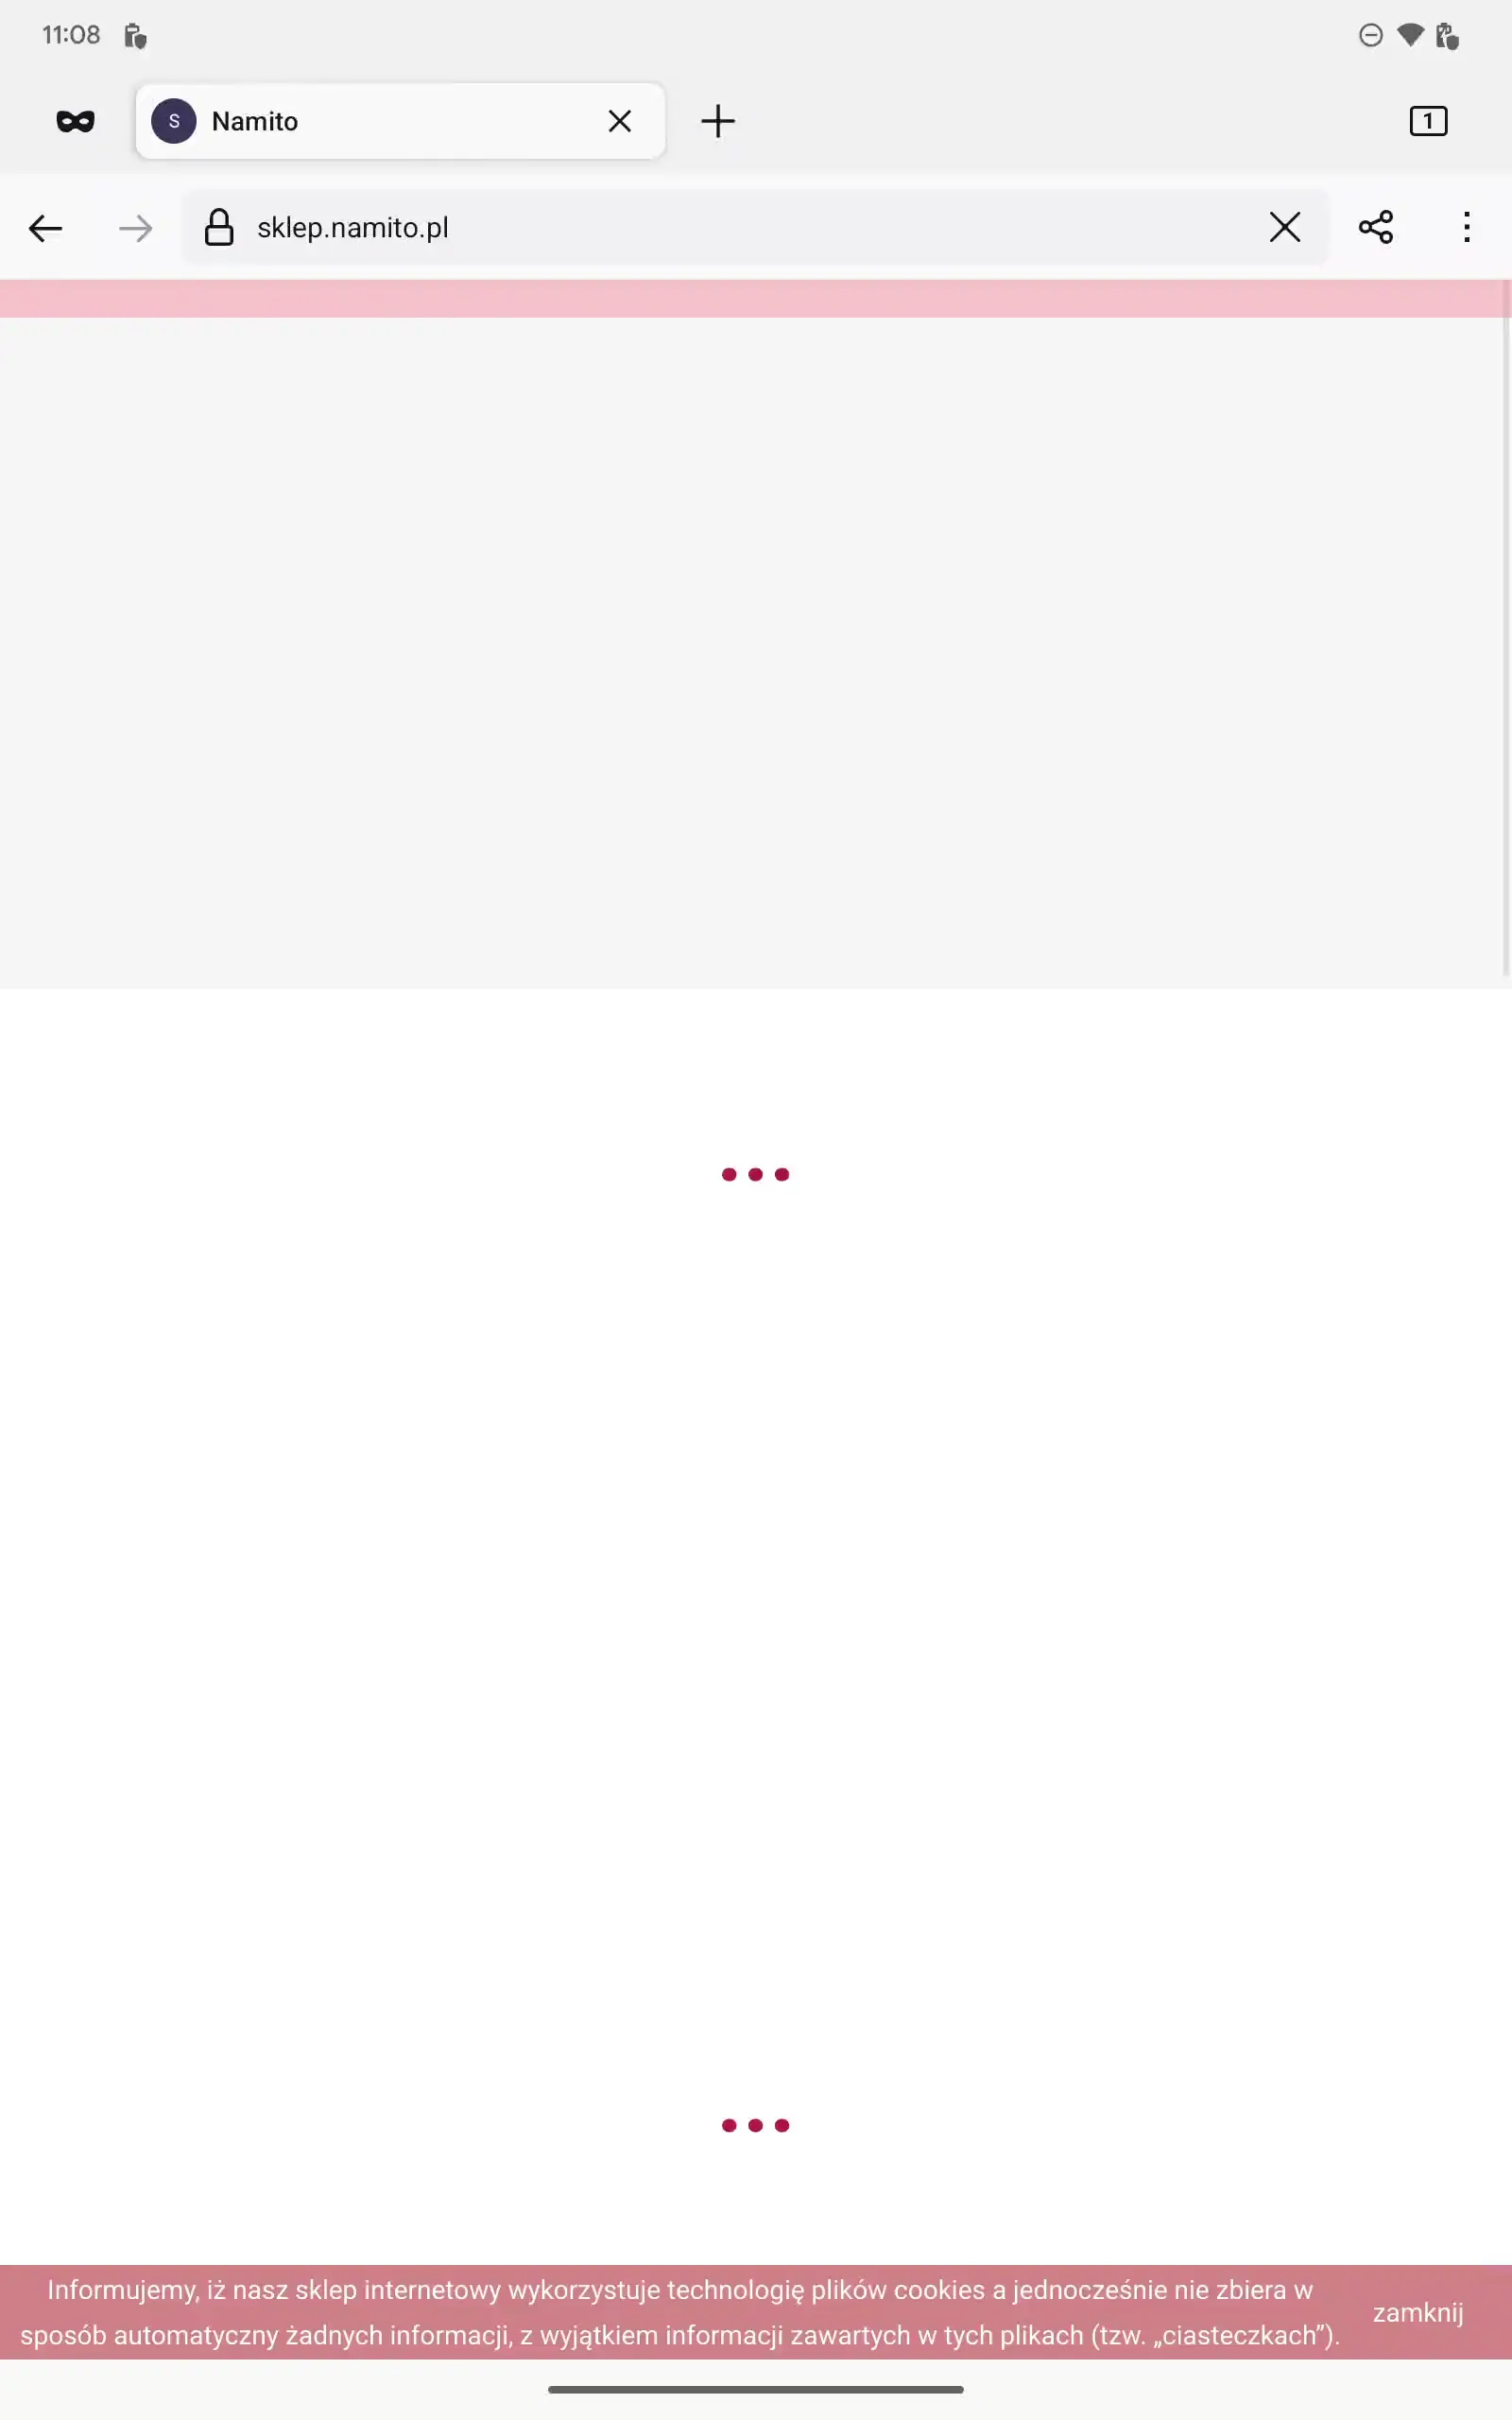 11:08
S Namito
1
sklep.namito.pl
Informujemy, iż nasz sklep internetowy wykorzystuje technologię plików cookies a jednocześnie nie zbiera w
sposób automatyczny żadnych informacji, z wyjątkiem informacji zawartych w tych plikach (tzw. „ciasteczkach”).
zamknij